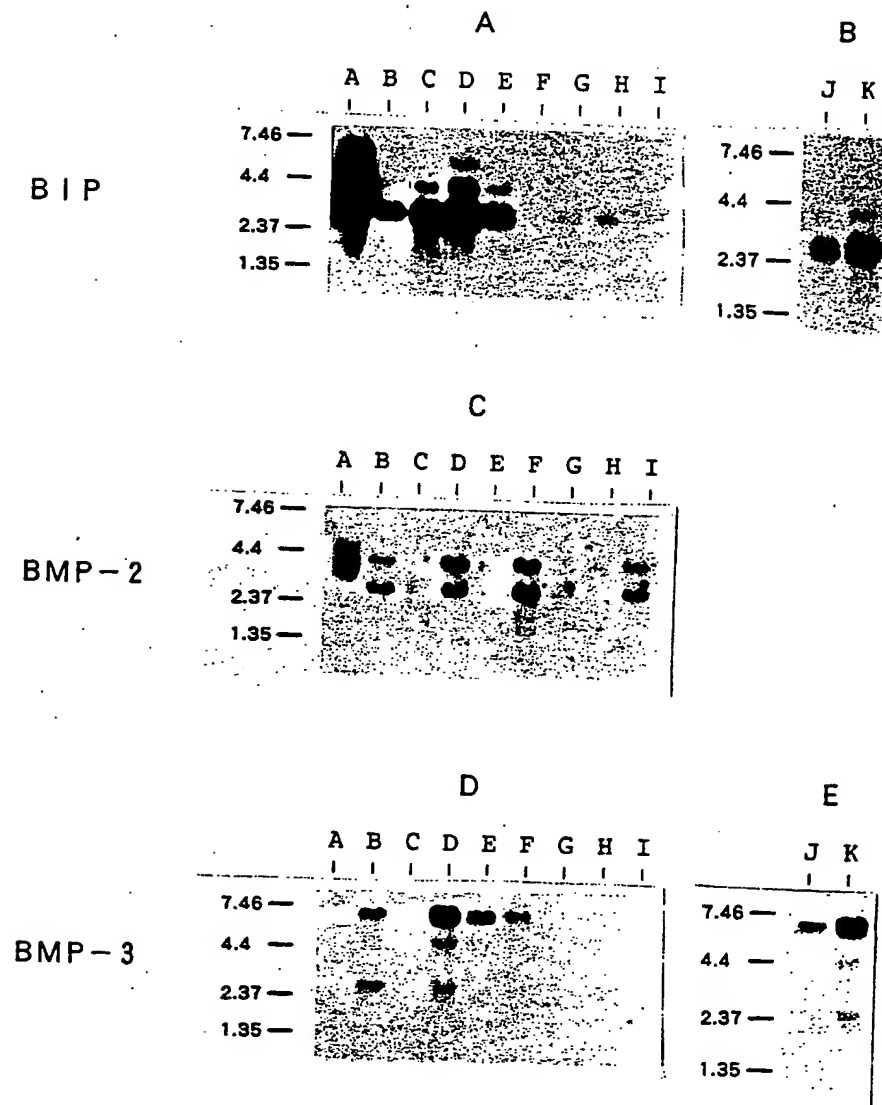 A
B
A B C D E F G H I
J K
BIP
7.46
4.4
2.37
1.35
7.46
4.4
2.37
1.35
C
A B C D E F G H I
BMP-2
7.46
4.4
2.37
1.35
D
E
A B C D E F G H I
J K
BMP-3
7.46
4.4
2.37
1.35
7.46
4.4
2.37
1.35